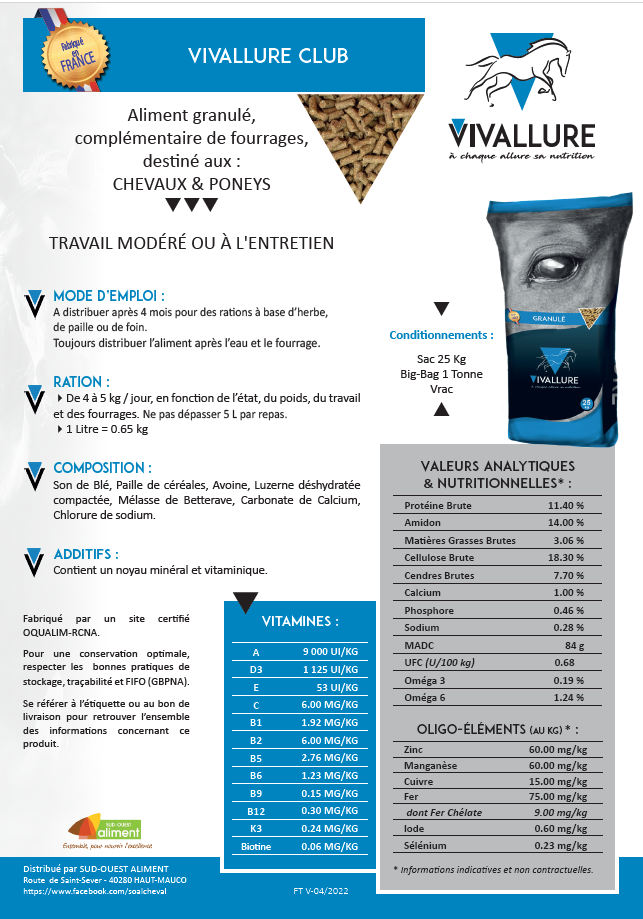 Fabriqué
en
FRANCE
VIVALLURE CLUB
VIVALLURE
à chaque allure sa nutrition
Aliment granulé,
complémentaire de fourrages,
destiné aux :
CHEVAUX & PONEYS
TRAVAIL MODÉRÉ OU À L'ENTRETIEN
MODE D'EMPLOI :
A distribuer après 4 mois pour des rations à base d'herbe,
de paille ou de foin.
Toujours distribuer l'aliment après l'eau et le fourrage.
RATION :
De 4 à 5 kg / jour, en fonction de l'état, du poids, du travail
et des fourrages. Ne pas dépasser 5 L par repas.
1 Litre = 0.65 kg
COMPOSITION :
Son de Blé, Paille de céréales, Avoine, Luzerne déshydratée
compactée, Mélasse de Betterave, Carbonate de Calcium,
Chlorure de sodium.
ADDITIFS :
Contient un noyau minéral et vitaminique.
Conditionnements :
Sac 25 Kg
Big-Bag 1 Tonne
Vrac
GRANULÉ
VIVALLURE
25
Fabriqué par un site certifié
OQUALIM-RCNA.
Pour une conservation optimale,
respecter les bonnes pratiques de
stockage, traçabilité et FIFO (GBPNA).
Se référer à l'étiquette ou au bon de
livraison pour retrouver l'ensemble
des informations concernant ce
produit.
VITAMINES :
A 9 000 UI/KG
D3 1 125 UI/KG
E 53 UI/KG
C 6.00 MG/KG
B1 1.92 MG/KG
B2 6.00 MG/KG
B5 2.76 MG/KG
B6 1.23 MG/KG
B9 0.15 MG/KG
B12 0.30 MG/KG
K3 0.24 MG/KG
Biotine 0.06 MG/KG
VALEURS ANALYTIQUES
& NUTRITIONNELLES* :
Protéine Brute 11.40 %
Amidon 14.00 %
Matières Grasses Brutes 3.06 %
Cellulose Brute 18.30 %
Cendres Brutes 7.70 %
Calcium 1.00 %
Phosphore 0.46 %
Sodium 0.28 %
MADC 84 g
UFC (U/100 kg) 0.68
Oméga 3 0.19 %
Oméga 6 1.24 %
OLIGO-ÉLÉMENTS (AU KG) * :
Zinc 60.00 mg/kg
Manganèse 60.00 mg/kg
Cuivre 15.00 mg/kg
Fer 75.00 mg/kg
dont Fer Chélate 9.00 mg/kg
Iode 0.60 mg/kg
Sélénium 0.23 mg/kg
* Informations indicatives et non contractuelles.
SUD-OUEST
aliment
Ensemble, pour nourrir l'excellence
Distribué par SUD-OUEST ALIMENT
Route de Saint-Sever - 40280 HAUT-MAUCO
https://www.facebook.com/soalcheval
FT V-04/2022